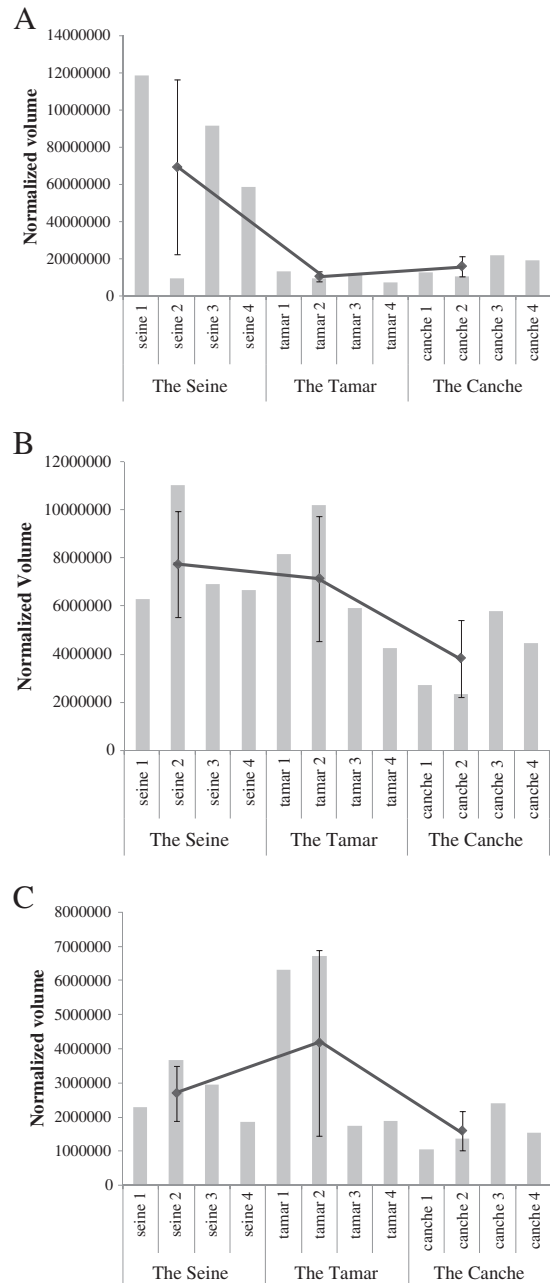 A
Normalized volume
14000000
12000000
10000000
80000000
60000000
40000000
20000000
0
seine 1
seine 2
seine 3
seine 4
tamar 1
tamar 2
tamar 3
tamar 4
canche 1
canche 2
canche 3
canche 4
The Seine
The Tamar
The Canche
B
Normalized Volume
12000000
10000000
8000000
6000000
4000000
2000000
0
seine 1
seine 2
seine 3
seine 4
tamar 1
tamar 2
tamar 3
tamar 4
canche 1
canche 2
canche 3
canche 4
The Seine
The Tamar
The Canche
C
Normalized volume
8000000
7000000
6000000
5000000
4000000
3000000
2000000
1000000
0
seine 1
seine 2
seine 3
seine 4
tamar 1
tamar 2
tamar 3
tamar 4
canche 1
canche 2
canche 3
canche 4
The Seine
The Tamar
The Canche